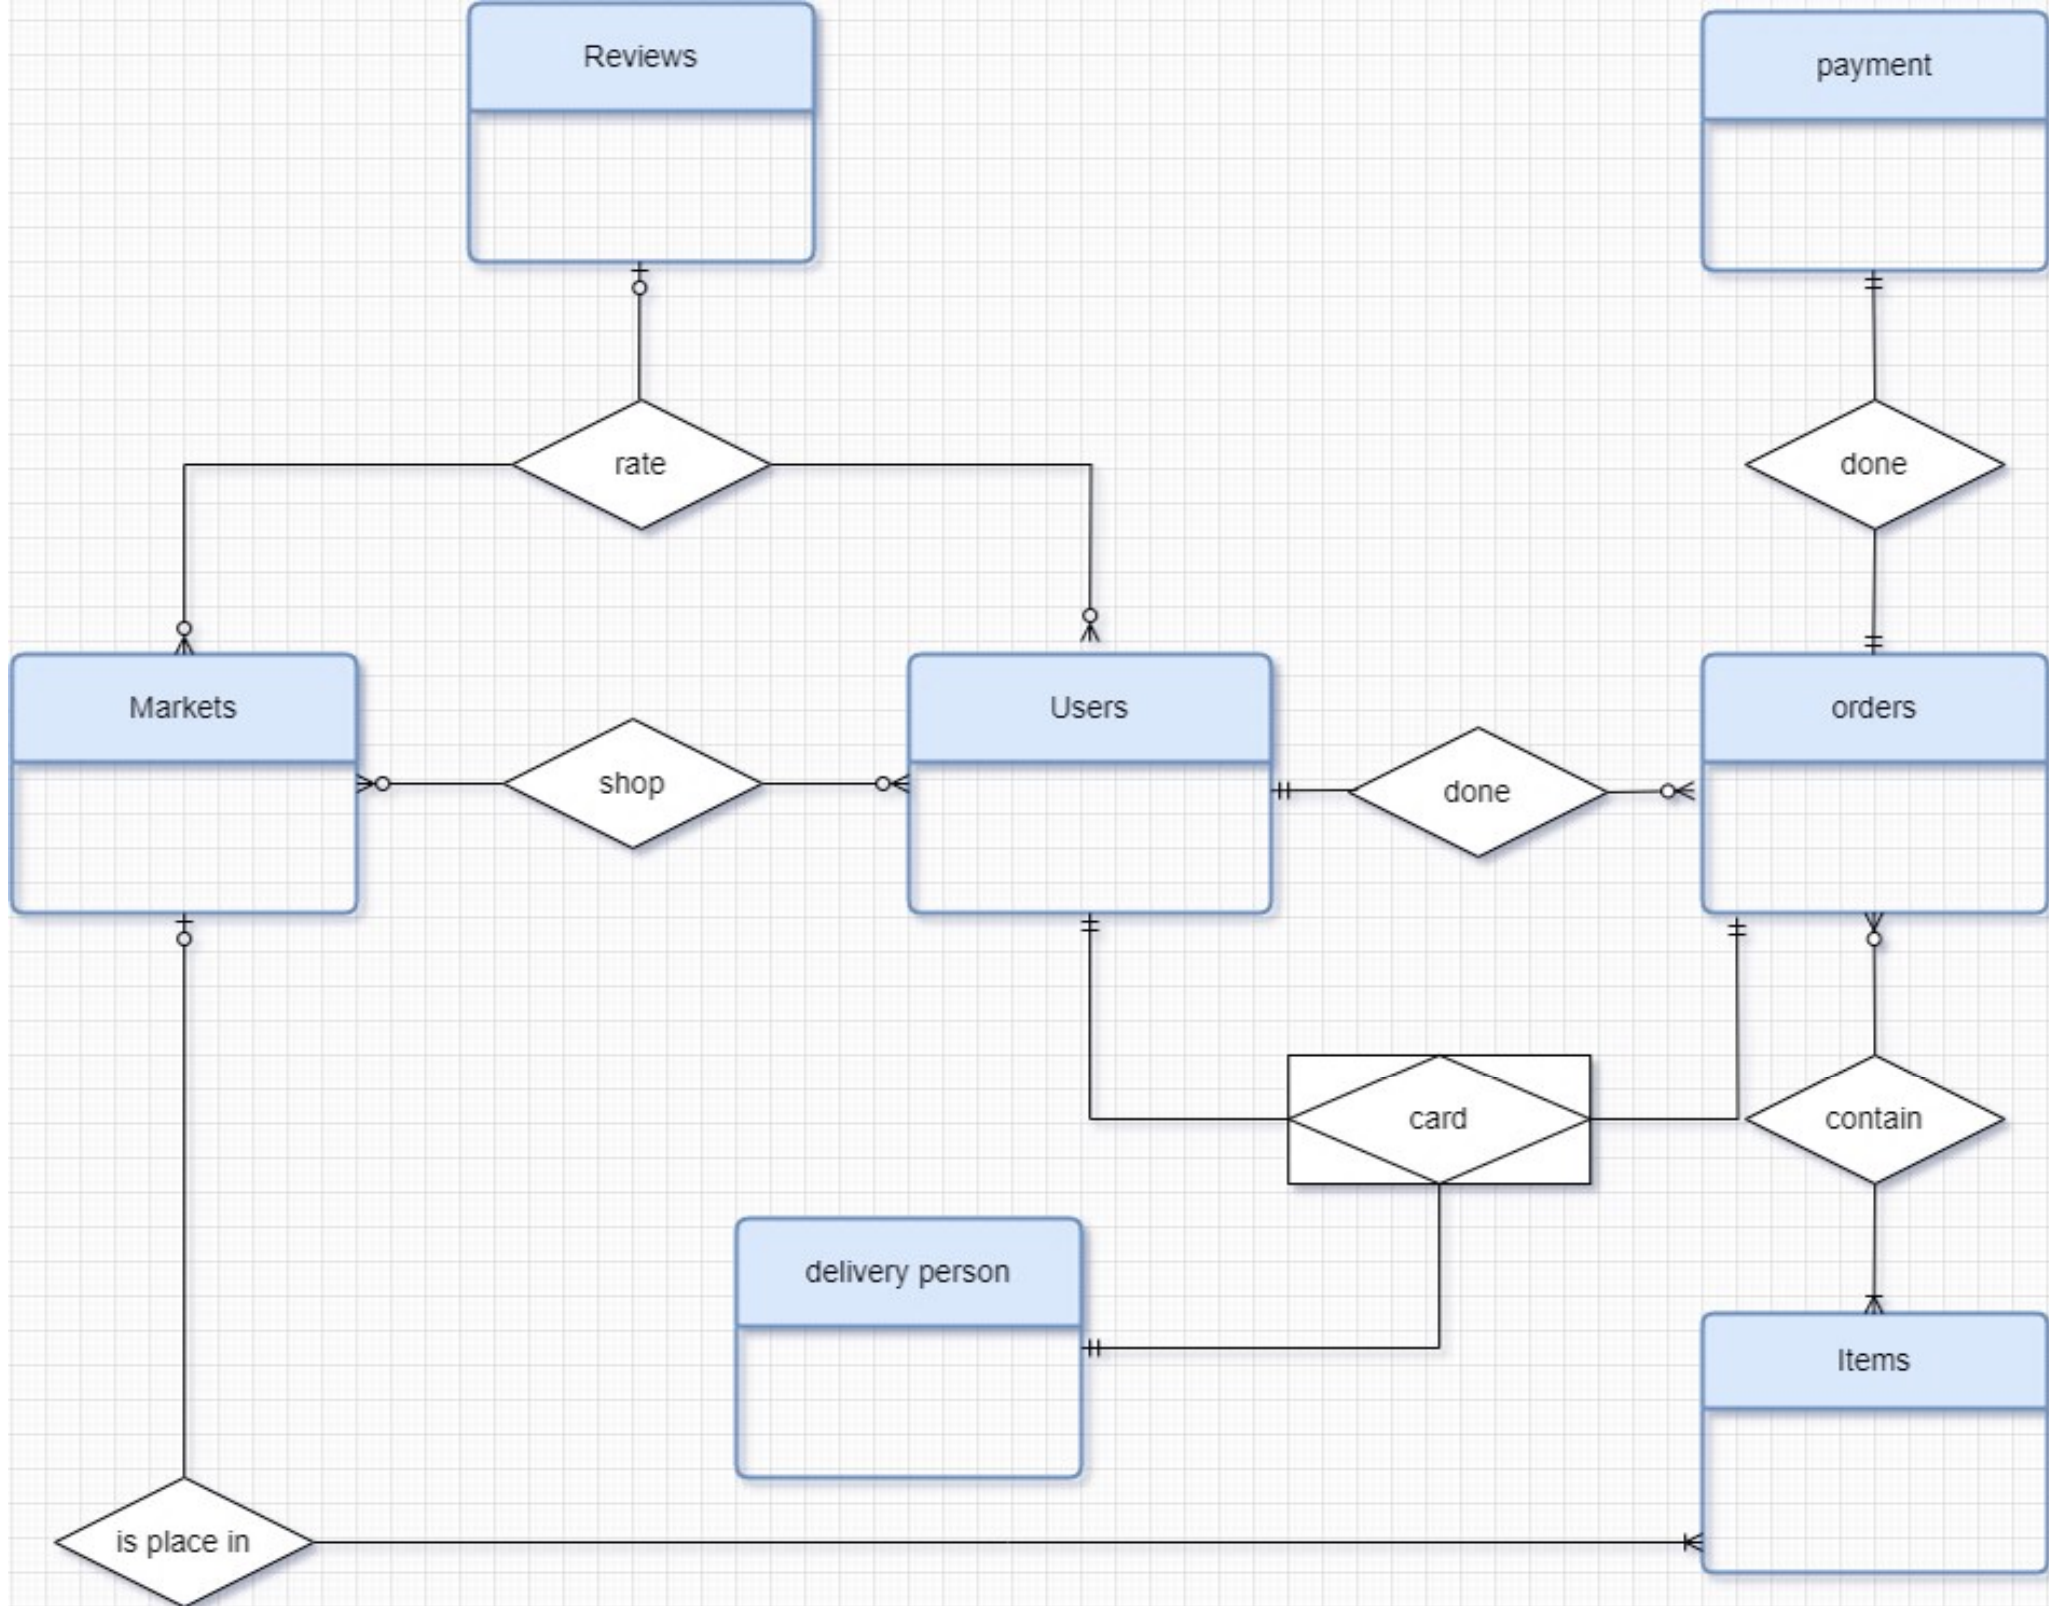 Reviews
payment
rate
done
Markets
Users
orders
shop
done
card
contain
delivery person
Items
is place in